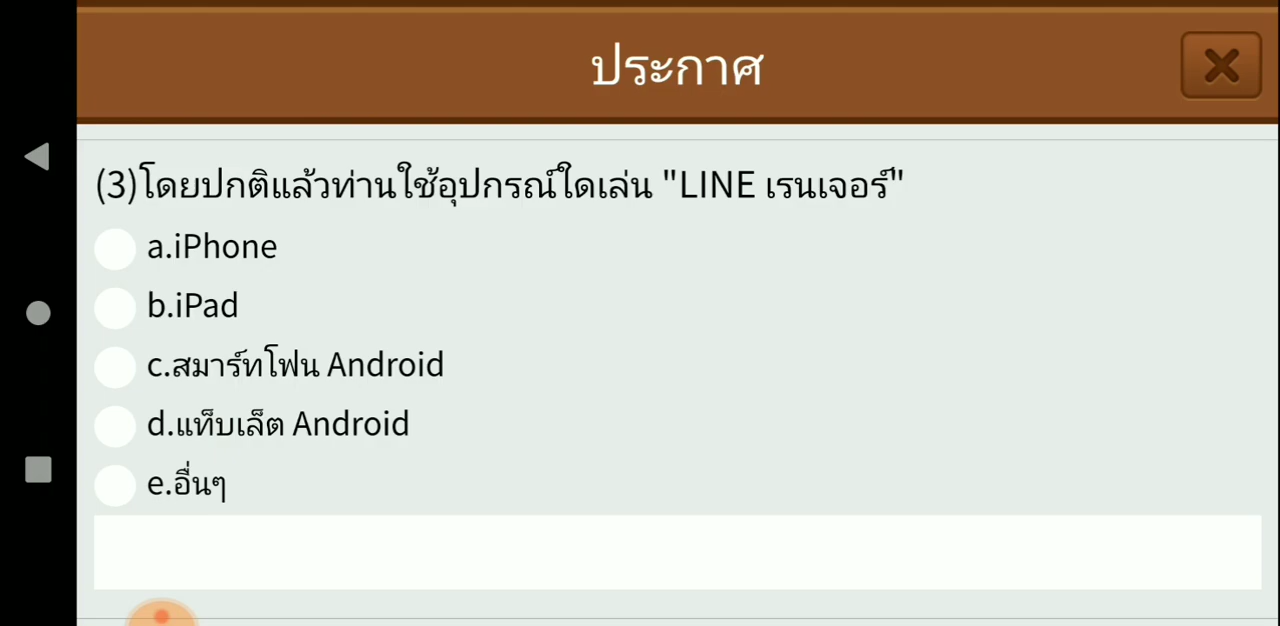 ประกาศ
(3)โดยปกติแล้วท่านใช้อุปกรณ์ใดเล่น "LINE เรนเจอร์"
a.iPhone
b.iPad
c.สมาร์ทโฟน Android
d.แท็บเล็ต Android
e.อื่นๆ